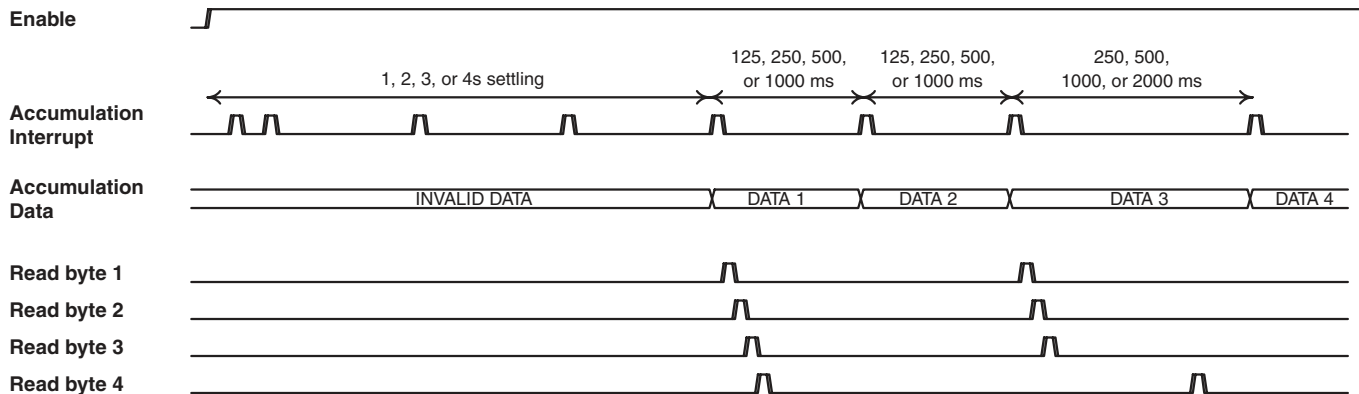 Enable
125, 250, 500,
or 1000 ms
125, 250, 500,
or 1000 ms
250, 500,
1000, or 2000 ms
1, 2, 3, or 4s settling
Accumulation
Interrupt
Accumulation
Data
INVALID DATA
DATA 1
DATA 2
DATA 3
DATA 4
Read byte 1
Read byte 2
Read byte 3
Read byte 4